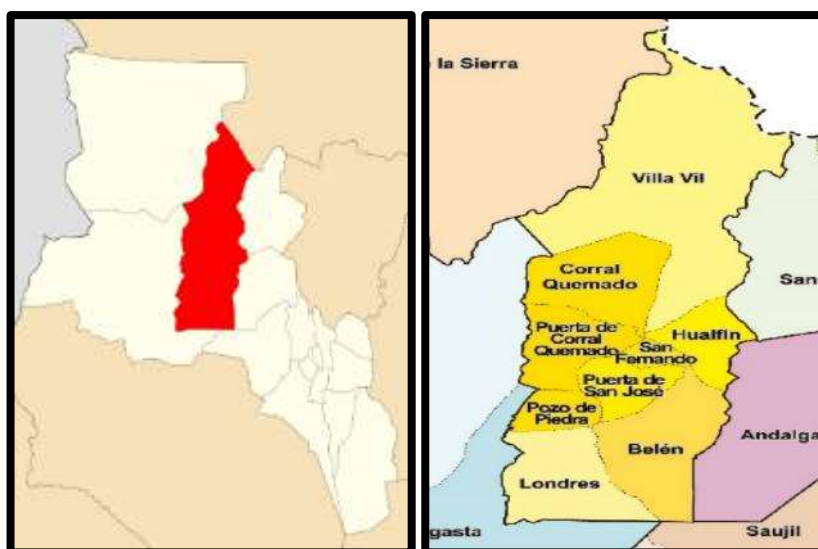 la Sierra
Villa Vil
Corral
Quemado
San
Puerta de
Corral
Quemado
San
Fernando
Hualfín
Puerta de
San José
Pozo de
Piedra
Andalga
Belén
Londres
gasta
Saujil